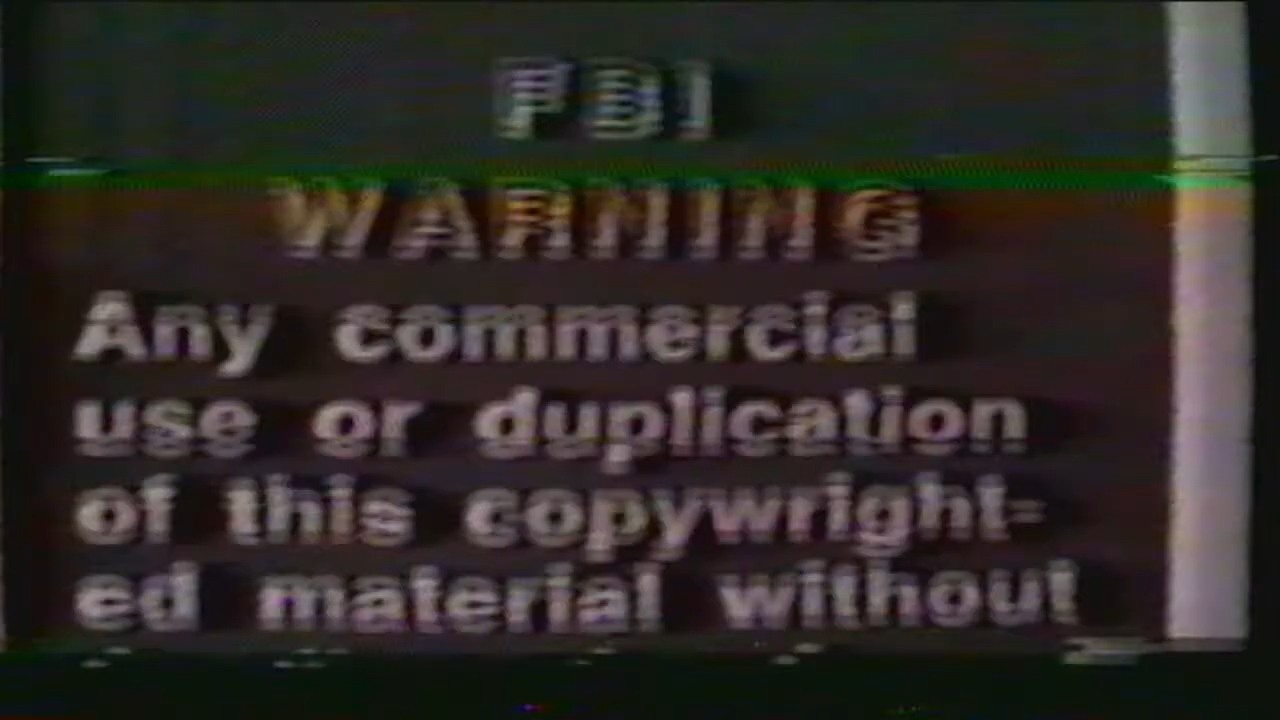 FBI
WARNING
Any commercial
use or duplication
of this copywright-
ed material without